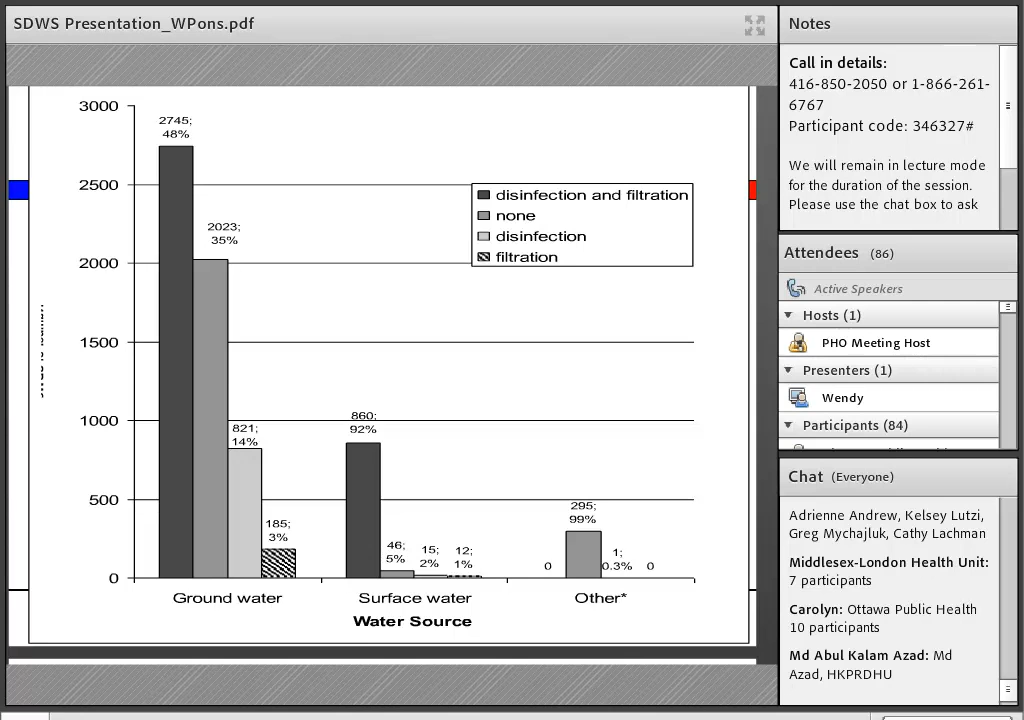 SDWS Presentation_WPons.pdf
3000
2500
2000
1500
1000
500
0
2745;
48%
2023;
35%
821;
14%
185;
3%
860;
92%
46;
5%
15;
2%
12;
1%
0
295;
99%
1;
0.3%
0
disinfection and filtration
none
disinfection
filtration
Ground water
Surface water
Other*
Water Source
Notes
Call in details:
416-850-2050 or 1-866-261-
6767
Participant code: 346327#
We will remain in lecture mode
for the duration of the session.
Please use the chat box to ask
Attendees (86)
Active Speakers
Hosts (1)
PHO Meeting Host
Presenters (1)
Wendy
Participants (84)
Chat (Everyone)
Adrienne Andrew, Kelsey Lutzi,
Greg Mychajluk, Cathy Lachman
Middlesex-London Health Unit:
7 participants
Carolyn: Ottawa Public Health
10 participants
Md Abul Kalam Azad: Md
Azad, HKPRDHU